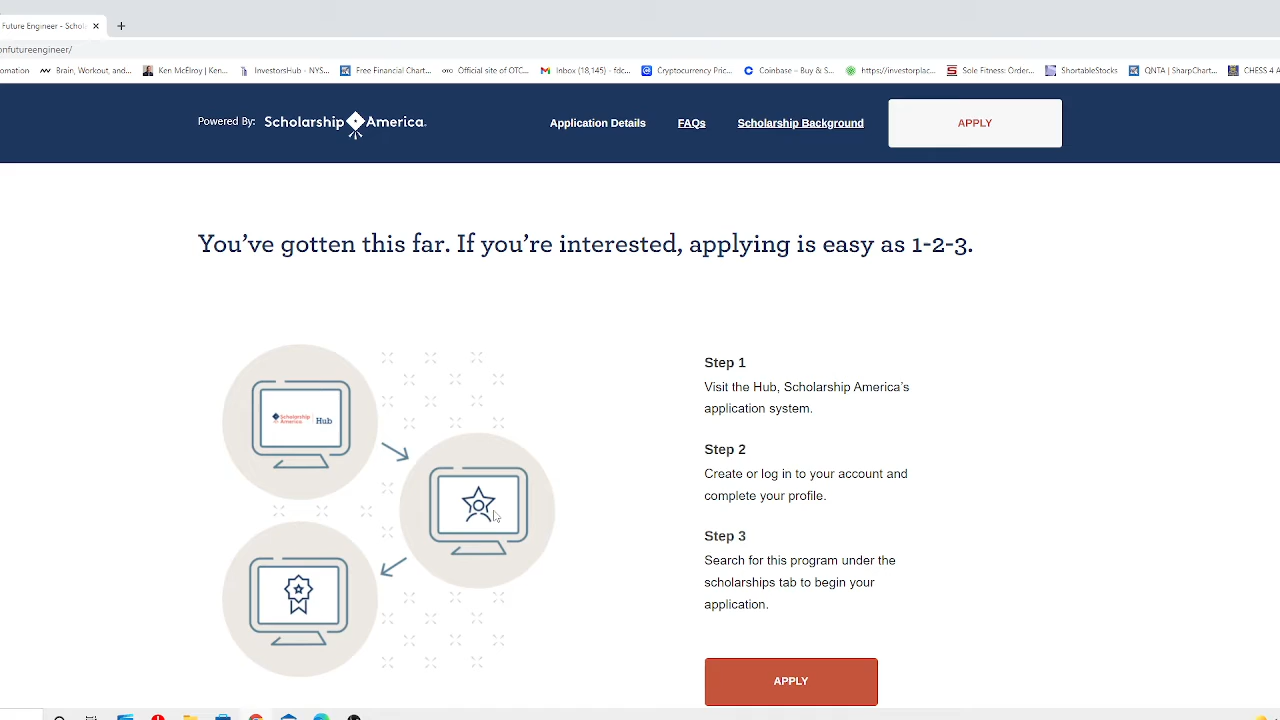 Future Engineer - Schol
onfutureengineer/
omation
Brain, Workout, and...
Ken McElroy | Ken...
InvestorsHub - NYS...
Free Financial Chart...
Official site of OTC...
Inbox (18,145) - fdc...
Cryptocurrency Pric...
Coinbase – Buy & S...
https://investorplac...
Sole Fitness: Order...
ShortableStocks
QNTA | SharpChart...
CHESS 4 A
Powered By: Scholarship America.
Application Details
FAQs
Scholarship Background
APPLY
You've gotten this far. If you're interested, applying is easy as 1-2-3.
Scholarship
America
Hub
Step 1
Visit the Hub, Scholarship America's
application system.
Step 2
Create or log in to your account and
complete your profile.
Step 3
Search for this program under the
scholarships tab to begin your
application.
APPLY